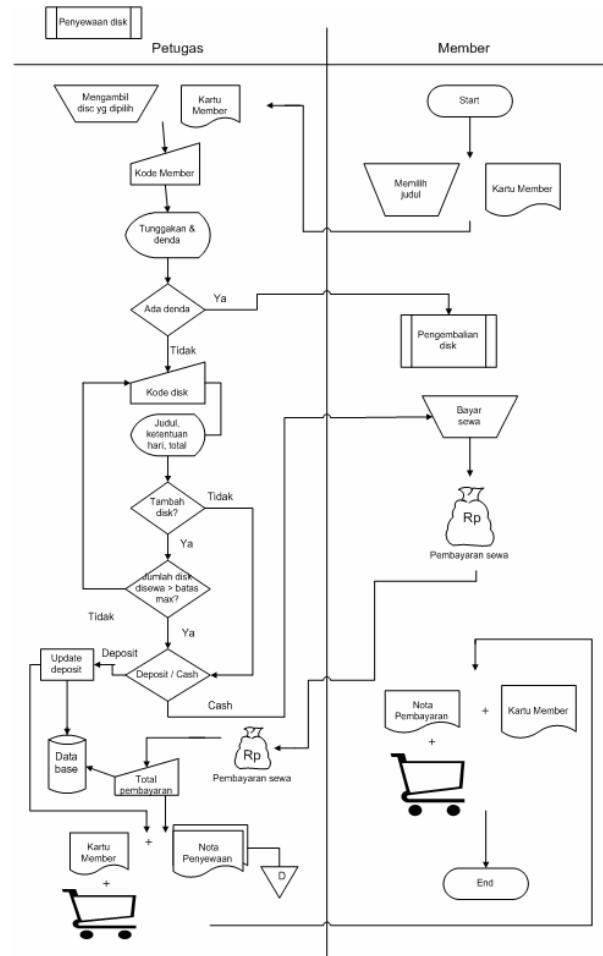 Penyewaan disk
Petugas
Member
Mengambil
disc yg dipilih
Kartu
Member
Start
Kode Member
Memilih
judul
Kartu Member
Tunggakan &
denda
Ada denda
Ya
Pengembalian
disk
Tidak
Kode disk
Judul,
ketentuan
hari, total
Bayar
sewa
Tambah
disk?
Tidak
Rp
Pembayaran sewa
Ya
Jumlah disk
disewa > batas
max?
Tidak
Ya
Update
deposit
Deposit
Deposit / Cash
Cash
Nota
Pembayaran
+
Kartu Member
+
Data
base
Total
pembayaran
Rp
Pembayaran sewa
Kartu
Member
+
Nota
Penyewaan
D
+
End